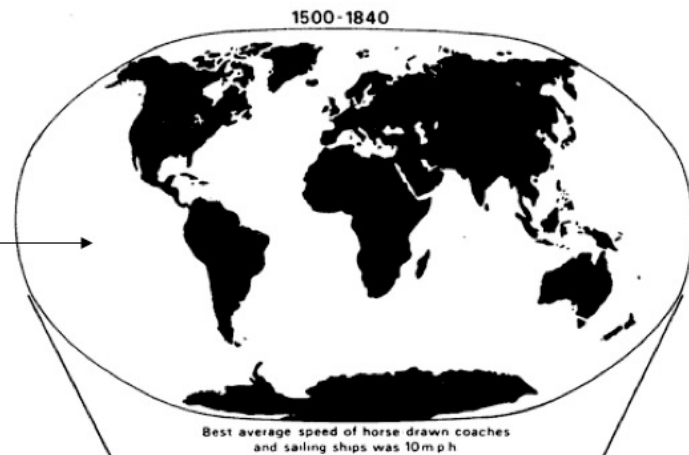 1500-1840
Best average speed of horse drawn coaches
and sailing ships was 10 m p h